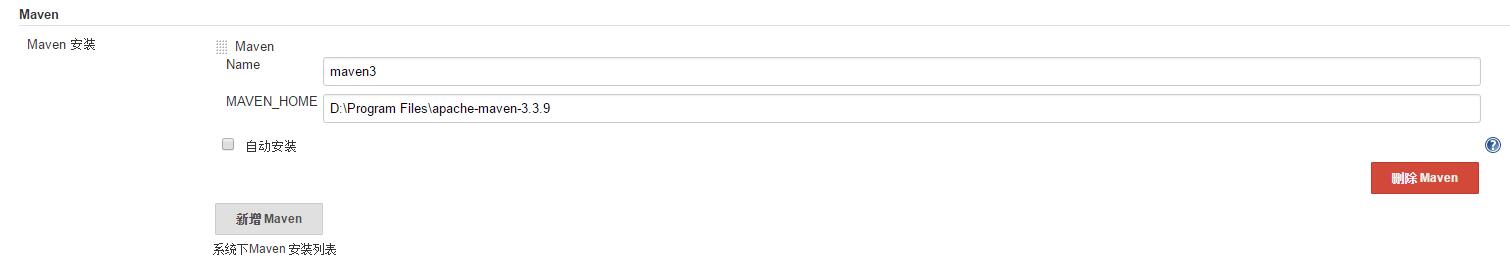 Maven
Maven 安装
Maven
Name
maven3
MAVEN_HOME
D:\Program Files\apache-maven-3.3.9
自动安装
删除 Maven
新增 Maven
系统下Maven 安装列表